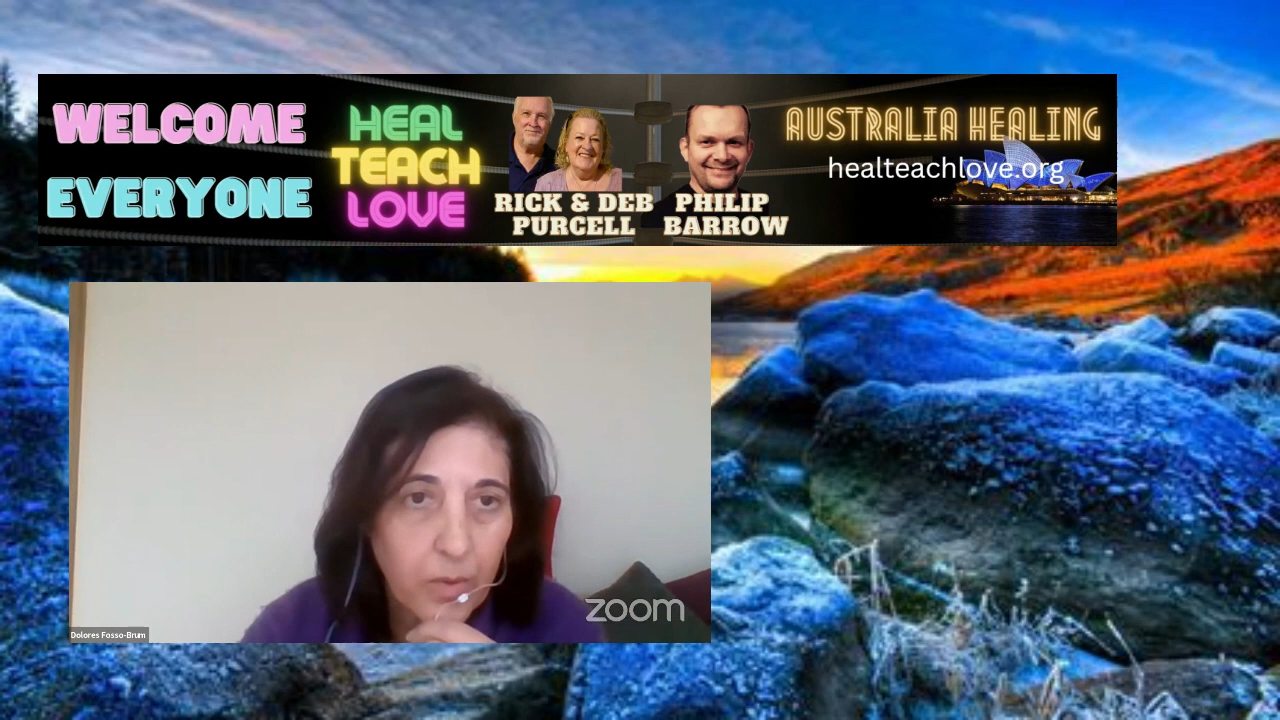 WELCOME
EVERYONE
HEAL
TEACH
LOVE
RICK & DEB
PURCELL
PHILIP
BARROW
AUSTRALIA HEALING
healteachlove.org
zoom
Dolores Fosso-Brum